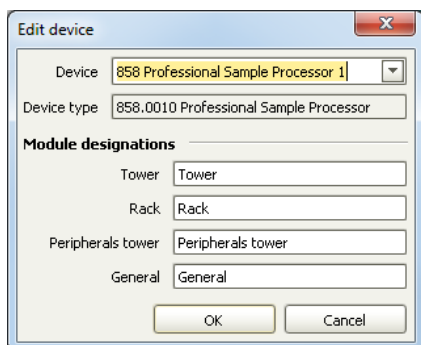 Edit device
Device 858 Professional Sample Processor 1
Device type 858.0010 Professional Sample Processor
Module designations
Tower Tower
Rack Rack
Peripherals tower Peripherals tower
General General
OK Cancel